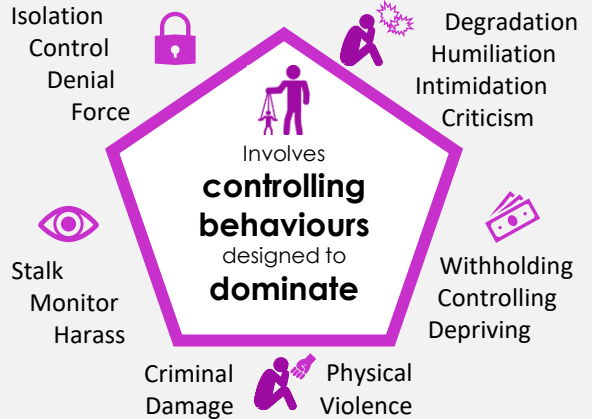 Isolation
Control
Denial
Force
Degradation
Humiliation
Intimidation
Criticism
Involves
controlling
behaviours
designed to
dominate
Stalk
Monitor
Harass
Withholding
Controlling
Depriving
Criminal
Damage
Physical
Violence